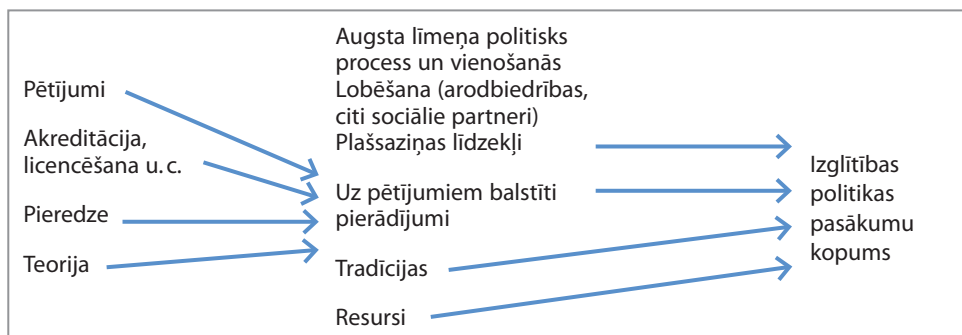 Pētījumi
Akreditācija,
licencēšana u. c.
Pieredze
Teorija
Augsta līmeņa politisks
process un vienošanās
Lobēšana (arodbiedrības,
citi sociālie partneri)
Plašsaziņas līdzekļi
Uz pētījumiem balstīti
pierādījumi
Tradīcijas
Resursi
Izglītības
politikas
pasākumu
kopums